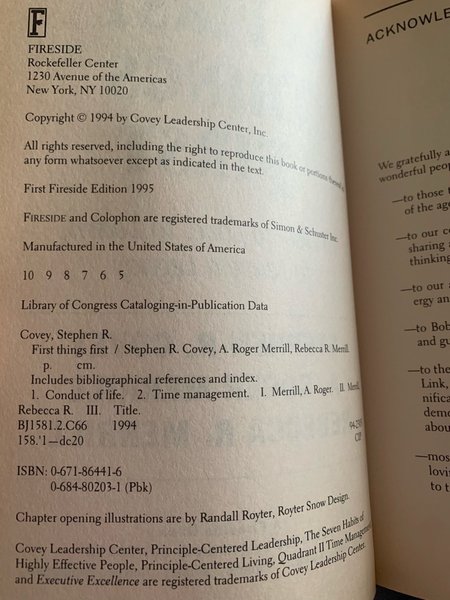 F
FIRESIDE
Rockefeller Center
1230 Avenue of the Americas
New York, NY 10020
Copyright © 1994 by Covey Leadership Center, Inc.
All rights reserved, including the right to reproduce this book or portions thereof in
any form whatsoever except as indicated in the text.
First Fireside Edition 1995
FIRESIDE and Colophon are registered trademarks of Simon & Schuster Inc.
Manufactured in the United States of America
10 9 8 7 6 5
Library of Congress Cataloging-in-Publication Data
Covey, Stephen R.
First things first / Stephen R. Covey, A. Roger Merrill, Rebecca R. Merrill.
p. cm.
Includes bibliographical references and index.
1. Conduct of life. 2. Time management. I. Merrill, A. Roger. II. Merrill,
Rebecca R. III. Title.
BJ1581.2.C66 1994
158.'1—dc20
CIP
ISBN: 0-671-86441-6
0-684-80203-1 (Pbk)
Chapter opening illustrations are by Randall Royter, Royter Snow Design.
Covey Leadership Center, Principle-Centered Leadership, The Seven Habits of
Highly Effective People, Principle-Centered Living, Quadrant II Time Management,
and Executive Excellence are registered trademarks of Covey Leadership Center.
ACKNOWLE
We gratefully a
wonderful peop
—to those t
of the ag
—to our co
sharing
thinking
—to our a
ergy an
—to Bob
and gu
—to the
Link,
nifica
demo
abou
—mos
lovi
to t